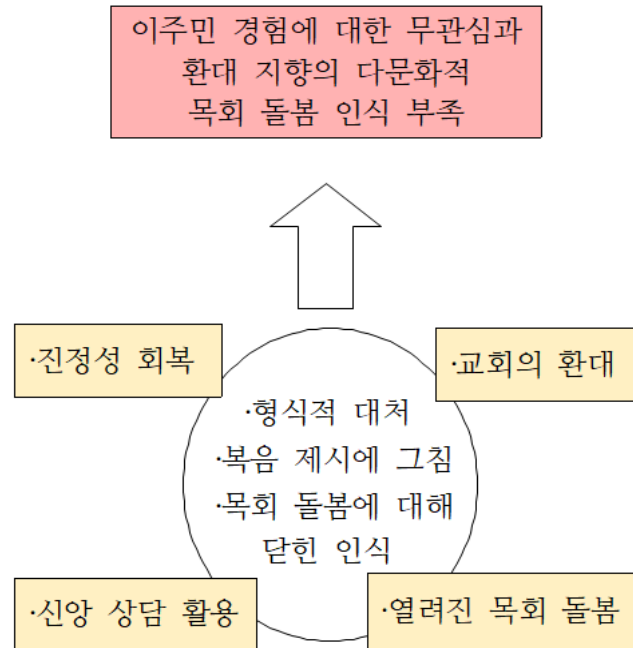 이주민 경험에 대한 무관심과
환대 지향의 다문화적
목회 돌봄 인식 부족
·진정성 회복
·교회의 환대
·형식적 대처
·복음 제시에 그침
·목회 돌봄에 대해
닫힌 인식
·신앙 상담 활용
·열려진 목회 돌봄